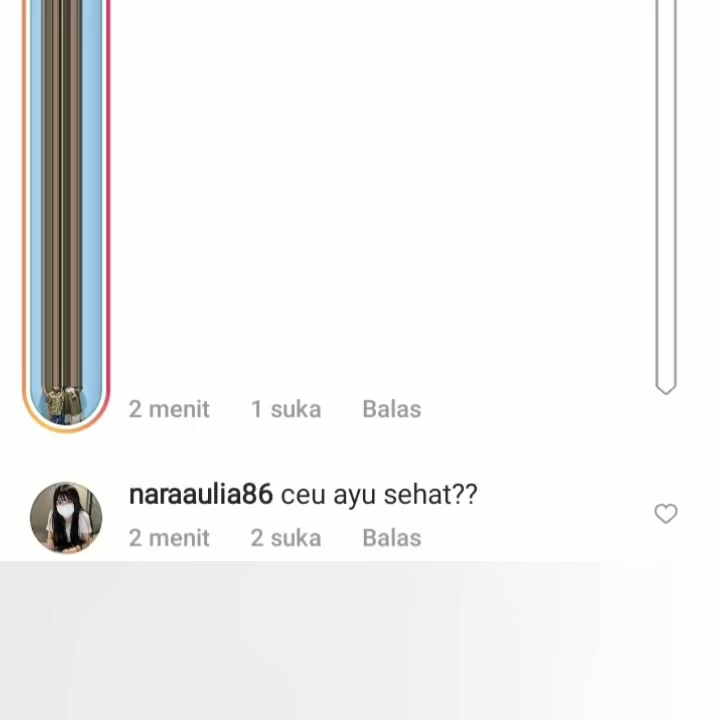 2 menit 1 suka Balas
naraaulia86 ceu ayu sehat??
2 menit 2 suka Balas